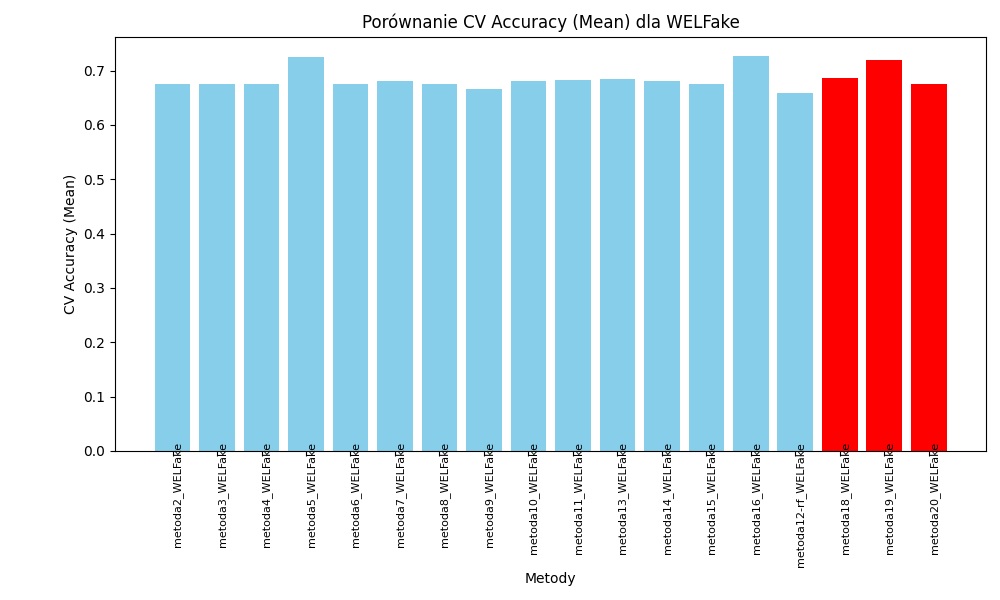 Porównanie CV Accuracy (Mean) dla WELFake
CV Accuracy (Mean)
0.7
0.6
0.5
0.4
0.3
0.2
0.1
0.0
metoda2_WELFake
metoda3_WELFake
metoda4_WELFake
metoda5_WELFake
metoda6_WELFake
metoda7_WELFake
metoda8_WELFake
metoda9_WELFake
metoda10_WELFake
metoda11_WELFake
metoda13_WELFake
metoda14_WELFake
metoda15_WELFake
metoda16_WELFake
metoda12-rf_WELFake
metoda18_WELFake
metoda19_WELFake
metoda20_WELFake
Metody